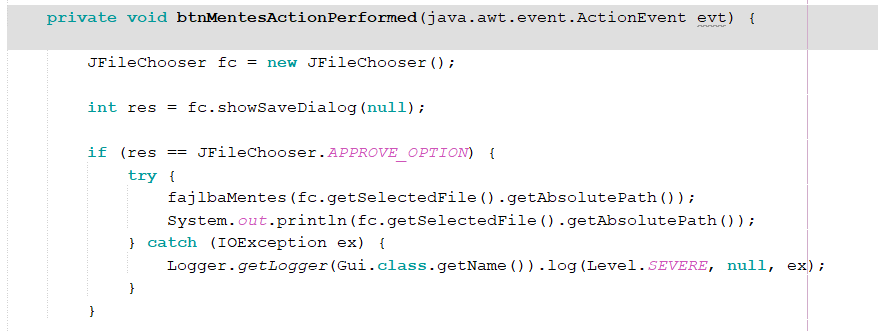 private void btnMentesActionPerformed(java.awt.event.ActionEvent evt) {
JFileChooser fc = new JFileChooser();
int res = fc.showSaveDialog(null);
if (res == JFileChooser.APPROVE_OPTION) {
try {
fajlbaMentes(fc.getSelectedFile().getAbsolutePath());
System.out.println(fc.getSelectedFile().getAbsolutePath());
} catch (IOException ex) {
Logger.getLogger(Gui.class.getName()).log(Level.SEVERE, null, ex);
}
}